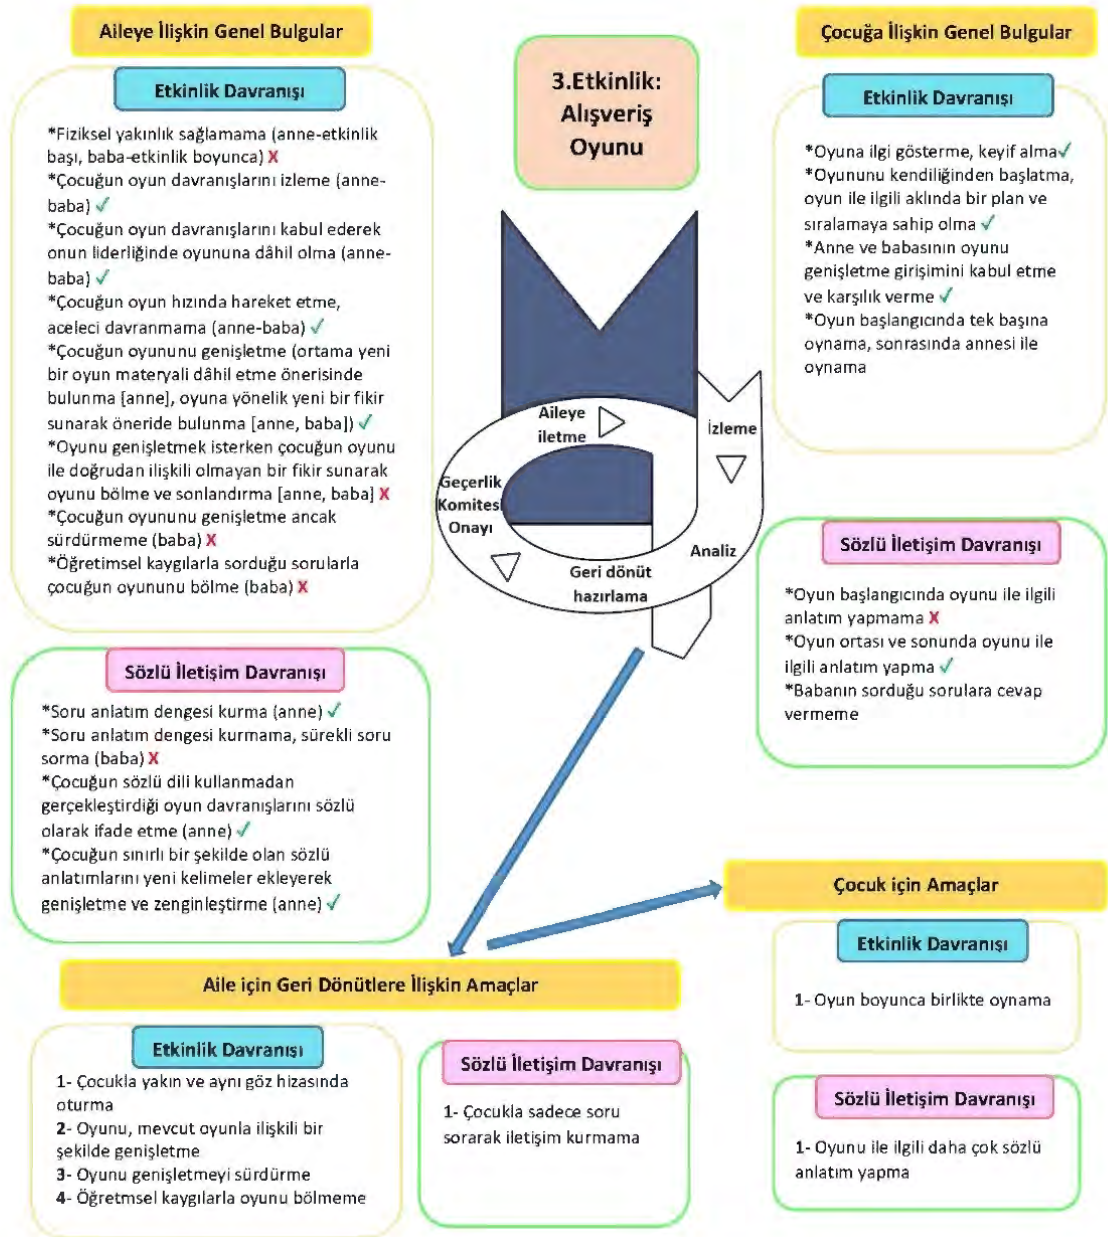 Aileye İlişkin Genel Bulgular
Etkinlik Davranışı
*Fiziksel yakınlık sağlamama (anne-etkinlik
başı, baba-etkinlik boyunca) X
*Çocuğun oyun davranışlarını izleme (anne-
baba) ✓
*Çocuğun oyun davranışlarını kabul ederek
onun liderliğinde oyununa dâhil olma (anne-
baba) ✓
*Çocuğun oyun hızında hareket etme,
aceleci davranmama (anne-baba) ✓
*Çocuğun oyununu genişletme (ortama yeni
bir oyun materyali dâhil etme önerisinde
bulunma [anne], oyuna yönelik yeni bir fikir
sunarak öneride bulunma [anne, baba]) ✓
*Oyunu genişletmek isterken çocuğun oyunu
ile doğrudan ilişkili olmayan bir fikir sunarak
oyunu bölme ve sonlandırma [anne, baba] X
*Çocuğun oyununu genişletme ancak
sürdürmeme (baba) X
*Öğretimsel kaygılarla sorduğu sorularla
çocuğun oyununu bölme (baba) X
Sözlü İletişim Davranışı
*Soru anlatım dengesi kurma (anne) ✓
*Soru anlatım dengesi kurmama, sürekli soru
sorma (baba) X
*Çocuğun sözlü dili kullanmadan
gerçekleştirdiği oyun davranışlarını sözlü
olarak ifade etme (anne) ✓
*Çocuğun sınırlı bir şekilde olan sözlü
anlatımlarını yeni kelimeler ekleyerek
genişletme ve zenginleştirme (anne) ✓
3.Etkinlik:
Alışveriş
Oyunu
Aileye
iletme
İzleme
Geçerlik
Komitesi
Onayı
Analiz
Geri dönüt
hazırlama
Çocuğa İlişkin Genel Bulgular
Etkinlik Davranışı
*Oyuna ilgi gösterme, keyif alma✓
*Oyununu kendiliğinden başlatma,
oyun ile ilgili aklında bir plan ve
sıralamaya sahip olma ✓
*Anne ve babasının oyunu
genişletme girişimini kabul etme
ve karşılık verme ✓
*Oyun başlangıcında tek başına
oynama, sonrasında annesi ile
oynama
Sözlü İletişim Davranışı
*Oyun başlangıcında oyunu ile ilgili
anlatım yapmama X
*Oyun ortası ve sonunda oyunu ile
ilgili anlatım yapma ✓
*Babanın sorduğu sorulara cevap
vermeme
Aile için Geri Dönütlere İlişkin Amaçlar
Etkinlik Davranışı
1- Çocukla yakın ve aynı göz hizasında
oturma
2- Oyunu, mevcut oyunla ilişkili bir
şekilde genişletme
3- Oyunu genişletmeyi sürdürme
4- Öğretmsel kaygılarla oyunu bölmeme
Sözlü İletişim Davranışı
1- Çocukla sadece soru
sorarak iletişim kurmama
Çocuk için Amaçlar
Etkinlik Davranışı
1- Oyun boyunca birlikte oynama
Sözlü İletişim Davranışı
1- Oyunu ile ilgili daha çok sözlü
anlatım yapma